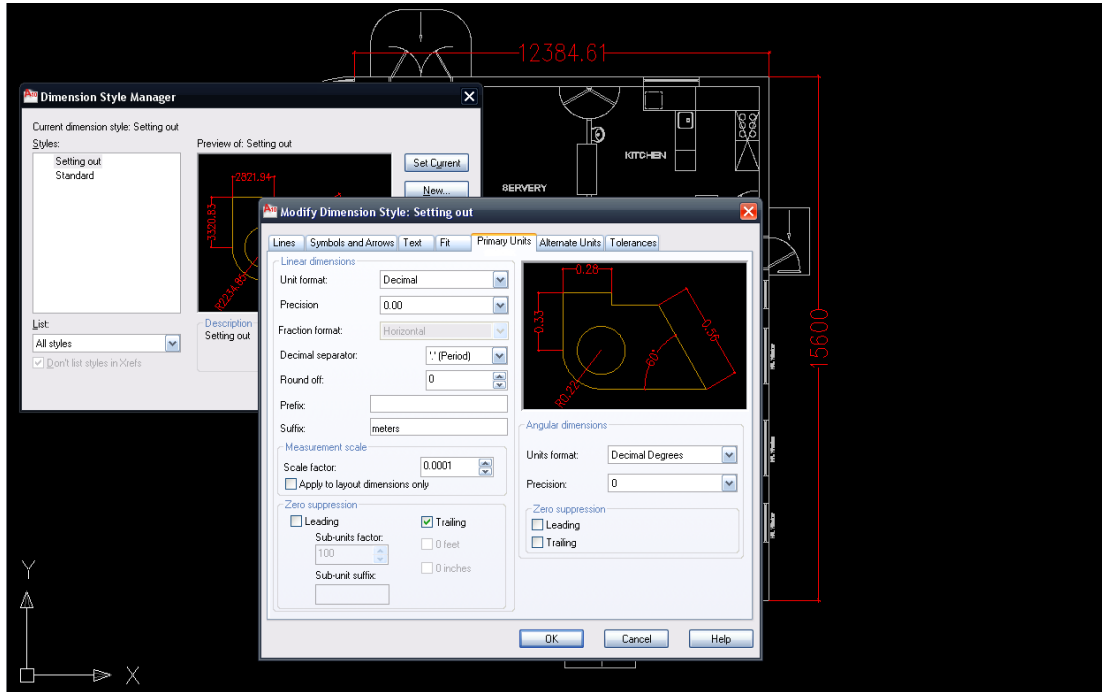 12384.61
Dimension Style Manager
Current dimension style: Setting out
Styles:
Preview of: Setting out
Setting out
Standard
2821.94
3320.83
R2234.86
Set Current
New...
KITCHEN
SERVERY
List:
All styles
Don't list styles in Xrefs
Description
Setting out
Modify Dimension Style: Setting out
Lines Symbols and Arrows Text Fit Primary Units Alternate Units Tolerances
Linear dimensions
Unit format: Decimal
Precision 0.00
Fraction format: Horizontal
Decimal separator: '.' (Period)
Round off: 0
Prefix:
Suffix: meters
Measurement scale
Scale factor: 0.0001
Apply to layout dimensions only
Zero suppression
Leading Trailing
Sub-units factor: 0 feet
100
0 inches
Sub-unit suffix:
0.28
0.33
0.56
60°
R0.22
Angular dimensions
Units format: Decimal Degrees
Precision: 0
Zero suppression
Leading
Trailing
OK Cancel Help
15600
Y
X